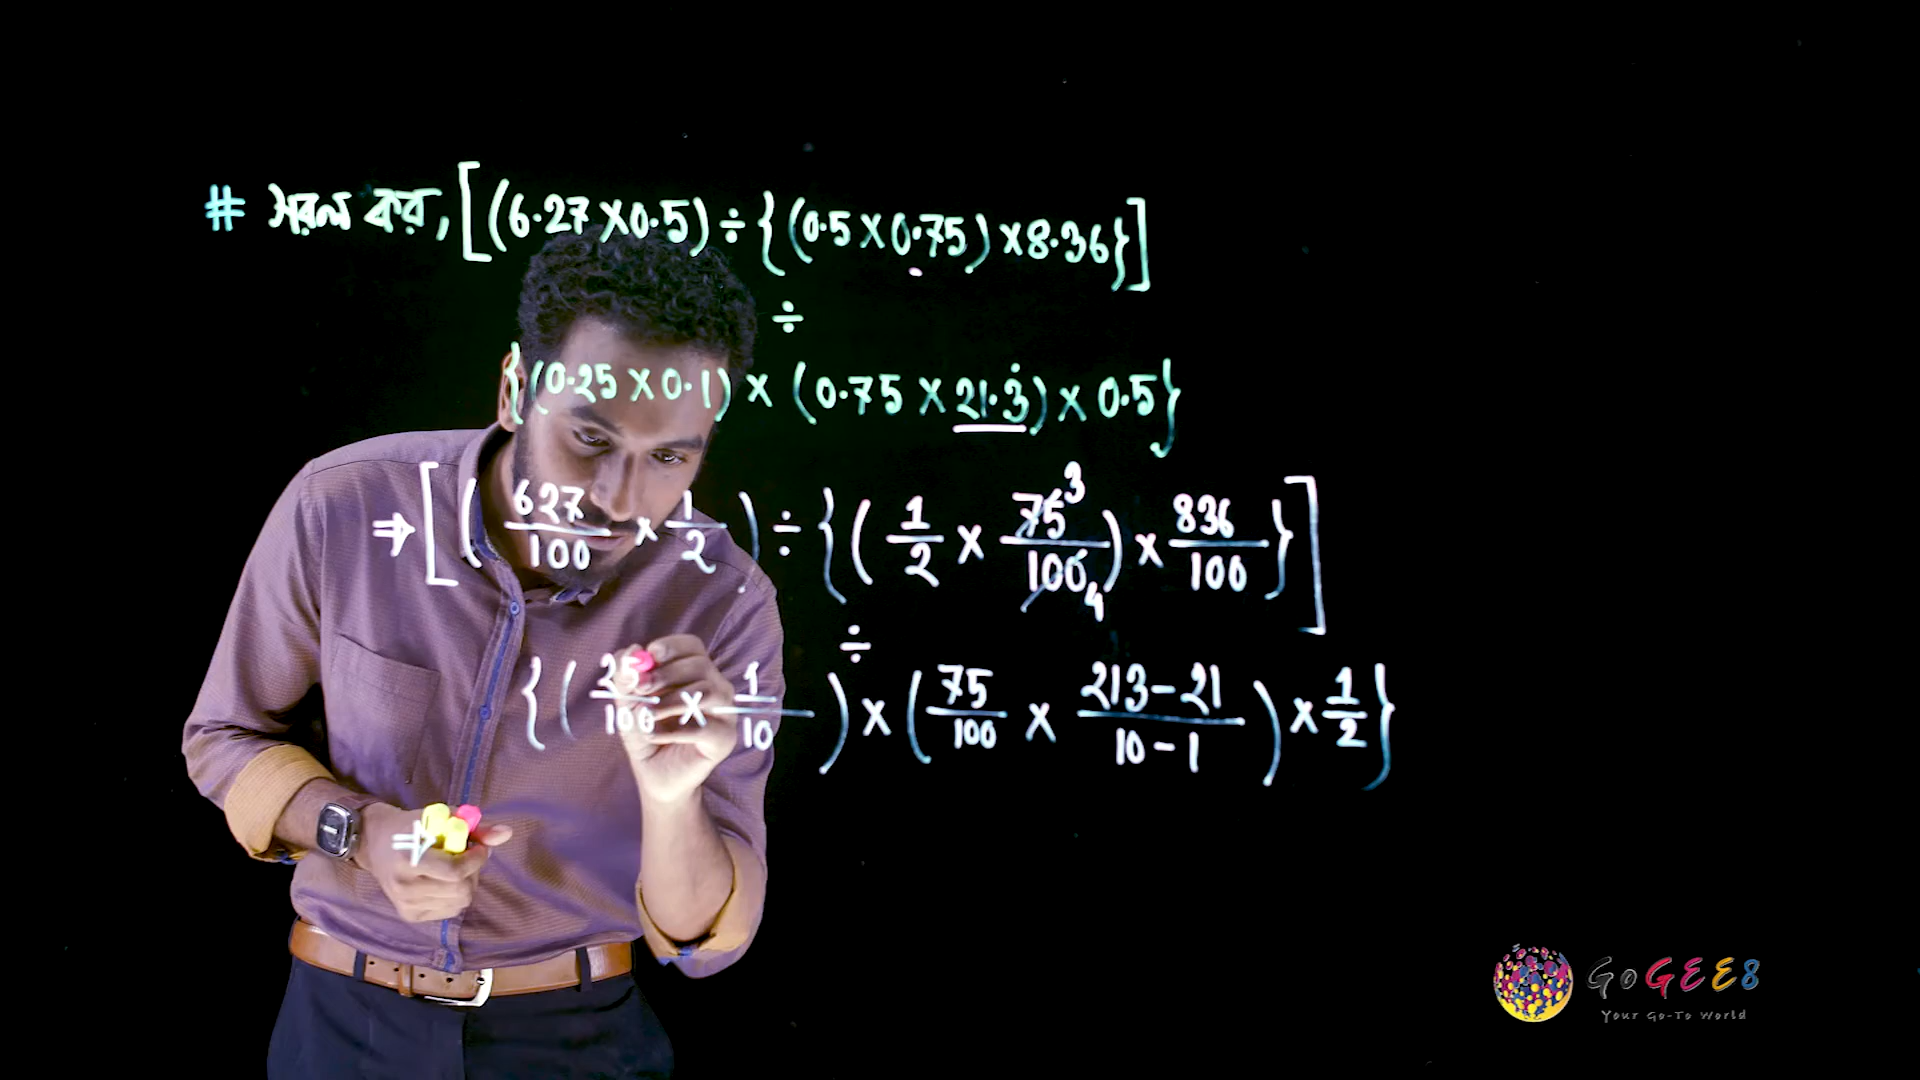 # সরল কর, [(6.27 × 0.5) ÷ {(0.5 × 0.75) × 8.36}]
÷
{(0.25 × 0.1) × (0.75 × 21.3̇) × 0.5}
⇒ [(627/100 × 1/2) ÷ {(1/2 × 75³/100₄) × 836/100}]
÷
{(25/100 × 1/10) × (75/100 × 213-21/10-1) × 1/2}
⇒
GoGEE8
Your Go-To World